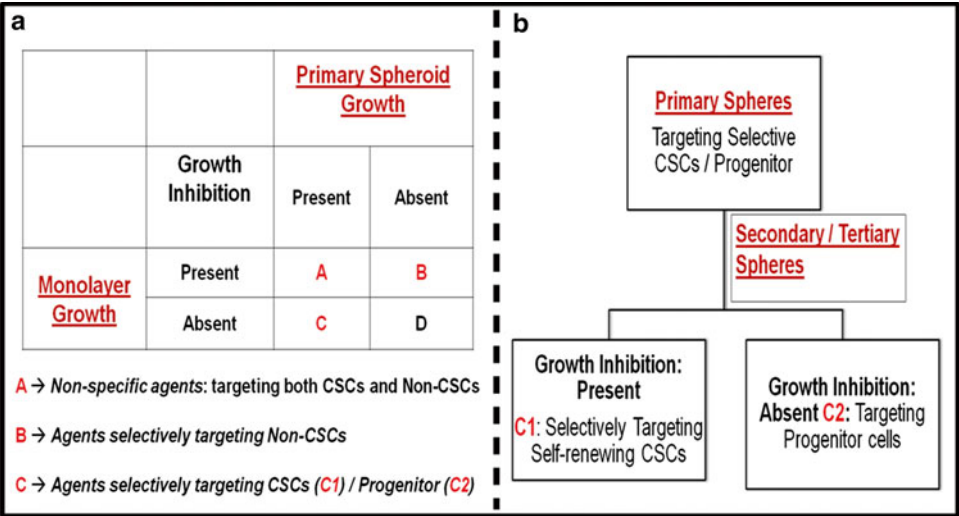 a
Primary Spheroid
Growth
Growth
Inhibition
Present
Absent
Monolayer
Growth
Present
A
B
Absent
C
D
A → Non-specific agents: targeting both CSCs and Non-CSCs
B → Agents selectively targeting Non-CSCs
C → Agents selectively targeting CSCs (C1) / Progenitor (C2)
b
Primary Spheres
Targeting Selective
CSCs / Progenitor
Secondary / Tertiary
Spheres
Growth Inhibition:
Present
C1: Selectively Targeting
Self-renewing CSCs
Growth Inhibition:
Absent C2: Targeting
Progenitor cells